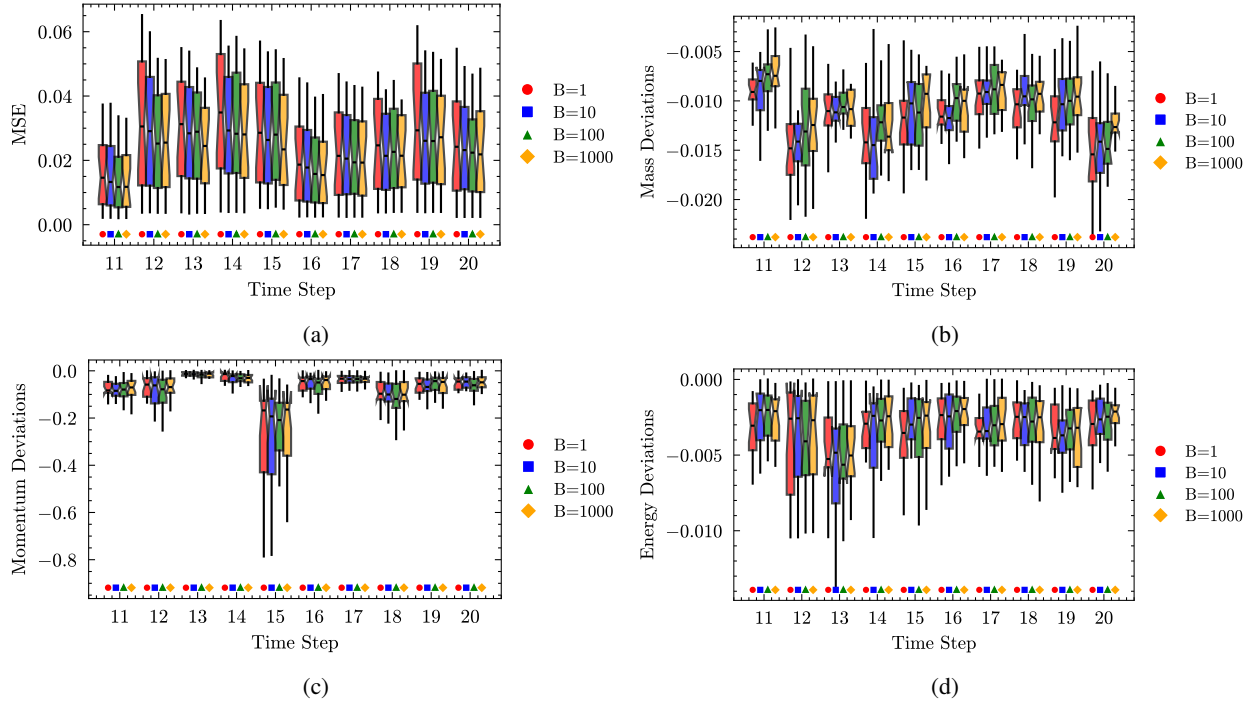 0.06
0.04
0.02
0.00
MSE
11 12 13 14 15 16 17 18 19 20
Time Step
B=1
B=10
B=100
B=1000
(a)
−0.005
−0.010
−0.015
−0.020
Mass Deviations
11 12 13 14 15 16 17 18 19 20
Time Step
B=1
B=10
B=100
B=1000
(b)
0.0
−0.2
−0.4
−0.6
−0.8
Momentum Deviations
11 12 13 14 15 16 17 18 19 20
Time Step
B=1
B=10
B=100
B=1000
(c)
0.000
−0.005
−0.010
Energy Deviations
11 12 13 14 15 16 17 18 19 20
Time Step
B=1
B=10
B=100
B=1000
(d)